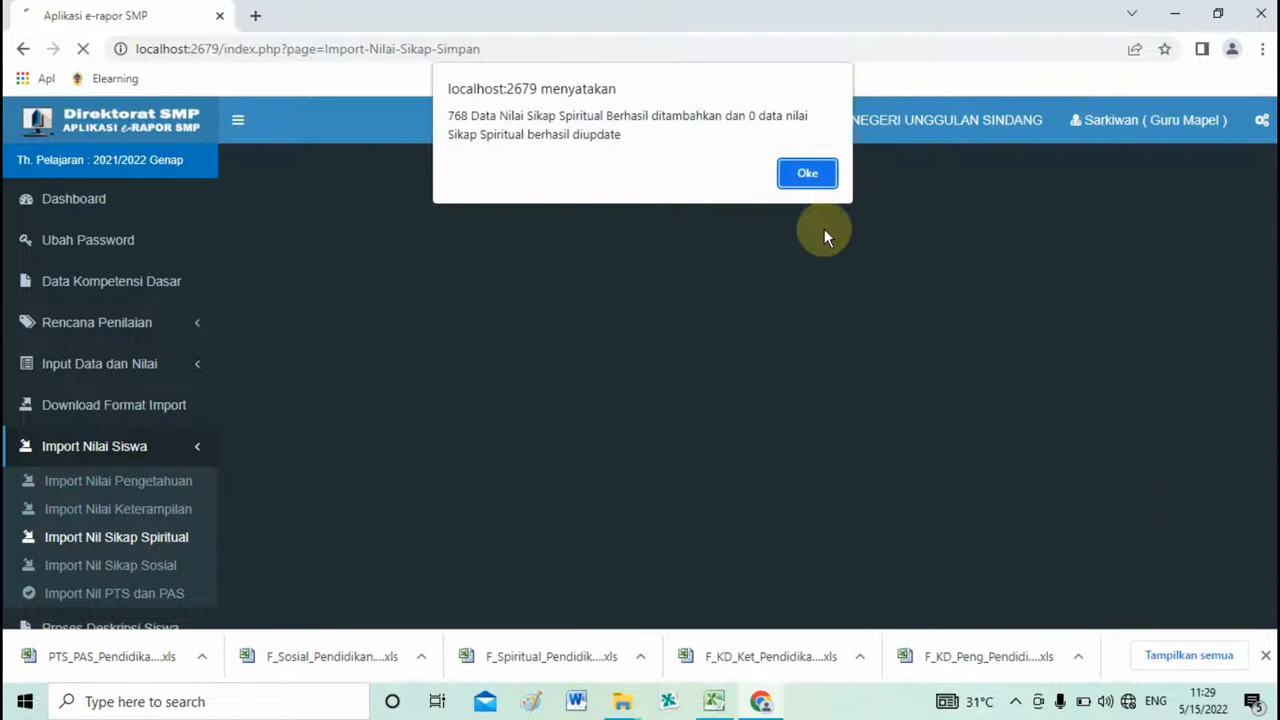 Aplikasi e-rapor SMP
localhost:2679/index.php?page=Import-Nilai-Sikap-Simpan
Apl
Elearning
localhost:2679 menyatakan
768 Data Nilai Sikap Spiritual Berhasil ditambahkan dan 0 data nilai
Sikap Spiritual berhasil diupdate
Oke
Direktorat SMP
APLIKASI e-RAPOR SMP
NEGERI UNGGULAN SINDANG
Sarkiwan ( Guru Mapel )
Th. Pelajaran : 2021/2022 Genap
Dashboard
Ubah Password
Data Kompetensi Dasar
Rencana Penilaian
Input Data dan Nilai
Download Format Import
Import Nilai Siswa
Import Nilai Pengetahuan
Import Nilai Keterampilan
Import Nil Sikap Spiritual
Import Nil Sikap Sosial
Import Nil PTS dan PAS
Proses Deskripsi Siswa
PTS_PAS_Pendidika....xls
F_Sosial_Pendidikan....xls
F_Spiritual_Pendidik....xls
F_KD_Ket_Pendidika....xls
F_KD_Peng_Pendidi....xls
Tampilkan semua
Type here to search
31°C
ENG
11:29
5/15/2022
5